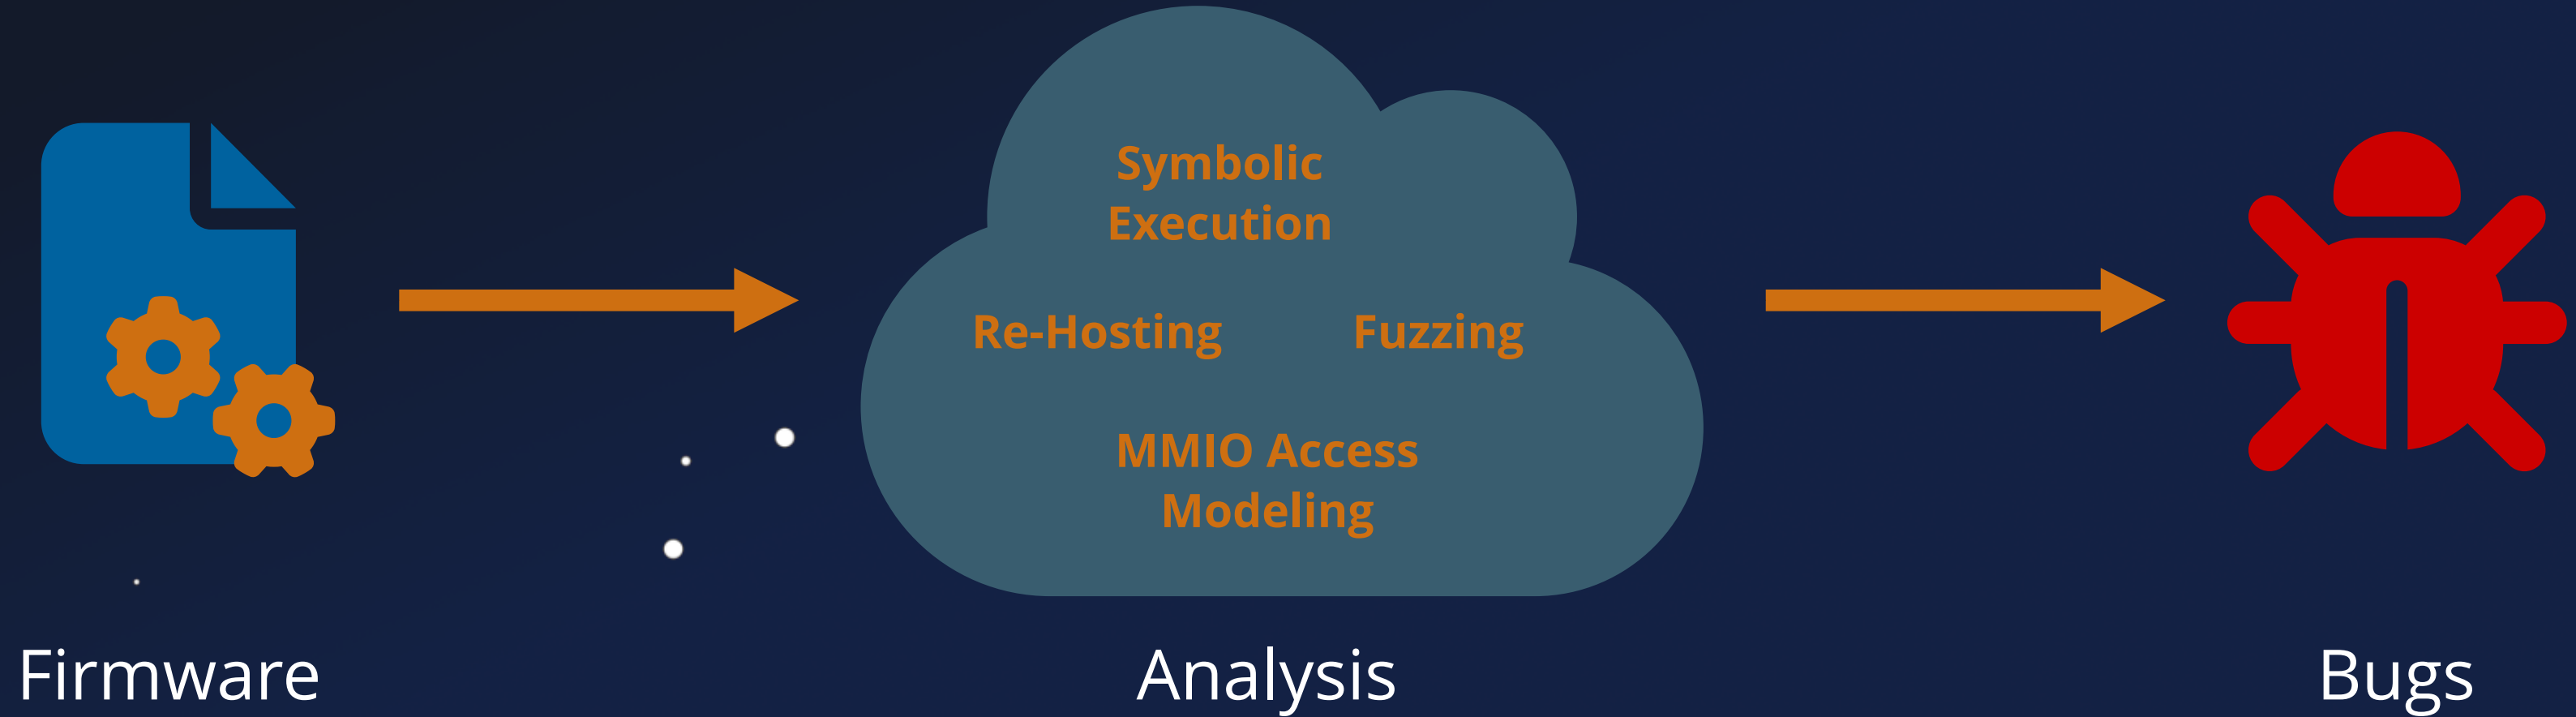 Symbolic
Execution
Re-Hosting
Fuzzing
MMIO Access
Modeling
Firmware
Analysis
Bugs